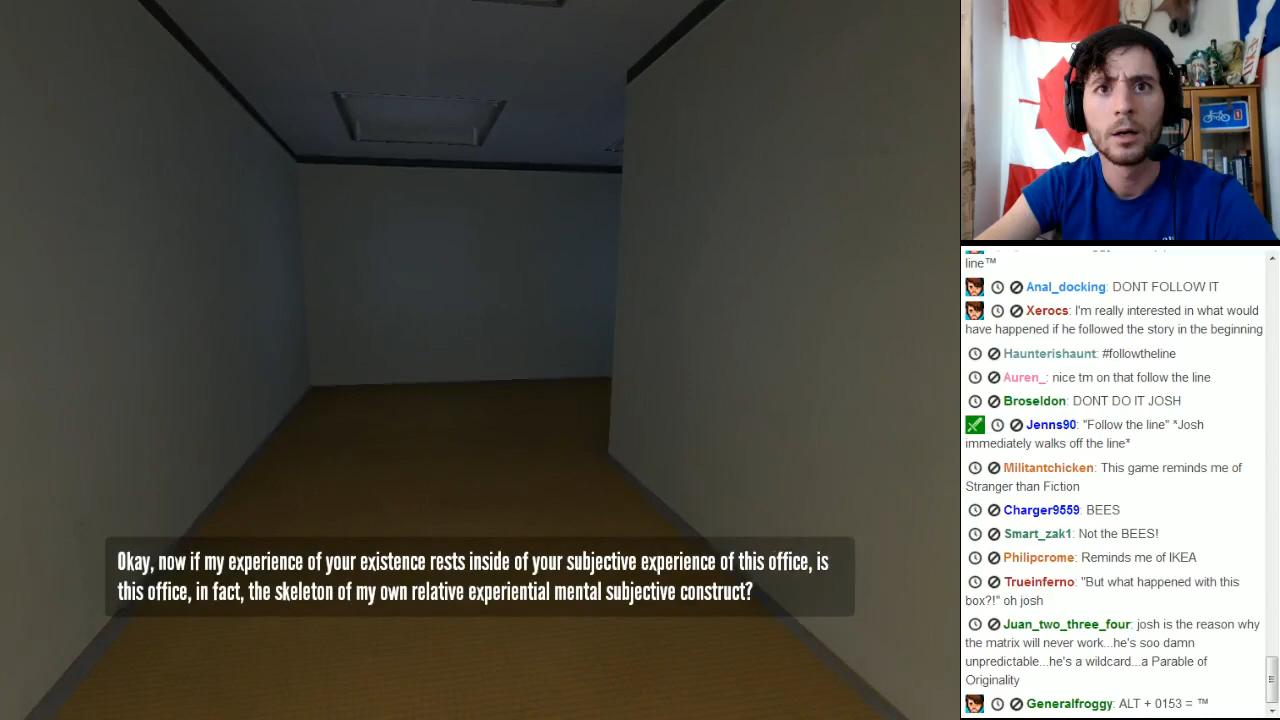 Okay, now if my experience of your existence rests inside of your subjective experience of this office, is
this office, in fact, the skeleton of my own relative experiential mental subjective construct?
line™
Anal_docking: DONT FOLLOW IT
Xerocs: I'm really interested in what would
have happened if he followed the story in the beginning
Haunterishaunt: #followtheline
Auren_: nice tm on that follow the line
Broseldon: DONT DO IT JOSH
Jenns90: "Follow the line" *Josh
immediately walks off the line*
Militantchicken: This game reminds me of
Stranger than Fiction
Charger9559: BEES
Smart_zak1: Not the BEES!
Philipcrome: Reminds me of IKEA
Trueinferno: "But what happened with this
box?!" oh josh
Juan_two_three_four: josh is the reason why
the matrix will never work...he's soo damn
unpredictable...he's a wildcard...a Parable of
Originality
Generalfroggy: ALT + 0153 = ™